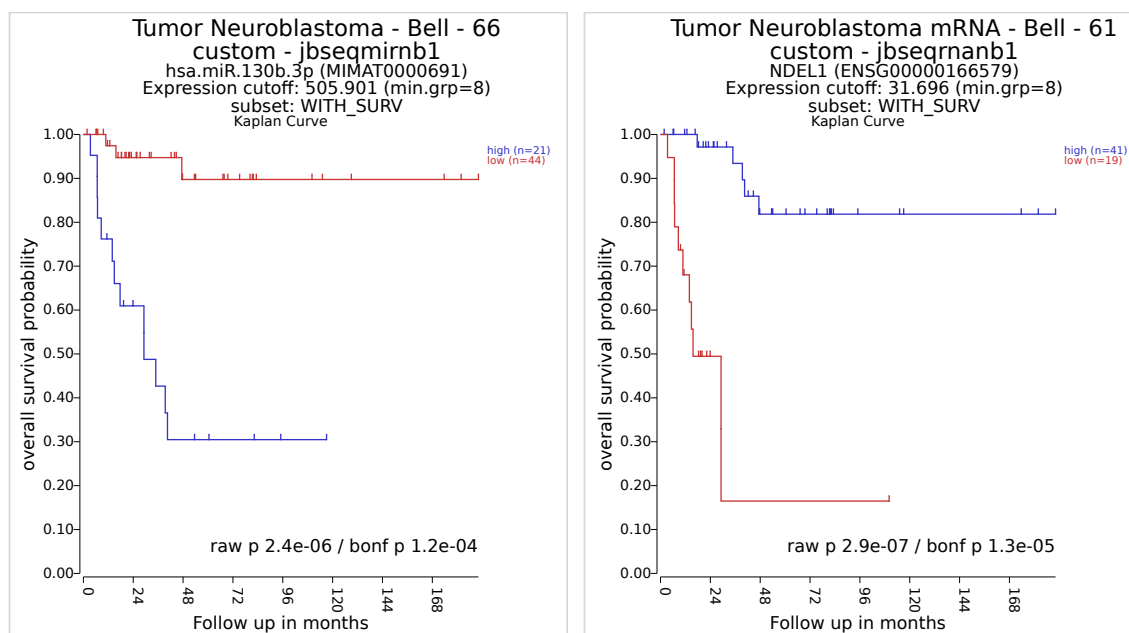 Tumor Neuroblastoma - Bell - 66
custom - jbseqmirnb1
hsa.miR.130b.3p (MIMAT0000691)
Expression cutoff: 505.901 (min.grp=8)
subset: WITH_SURV
Kaplan Curve
high (n=21)
low (n=44)
1.00
0.90
0.80
0.70
0.60
0.50
0.40
0.30
0.20
0.10
0.00
overall survival probability
raw p 2.4e-06 / bonf p 1.2e-04
0
24
48
72
96
120
144
168
Follow up in months
Tumor Neuroblastoma mRNA - Bell - 61
custom - jbseqrnanb1
NDEL1 (ENSG00000166579)
Expression cutoff: 31.696 (min.grp=8)
subset: WITH_SURV
Kaplan Curve
high (n=41)
low (n=19)
1.00
0.90
0.80
0.70
0.60
0.50
0.40
0.30
0.20
0.10
0.00
overall survival probability
raw p 2.9e-07 / bonf p 1.3e-05
0
24
48
72
96
120
144
168
Follow up in months